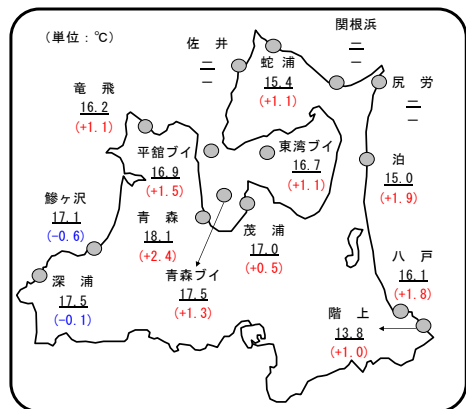 (単位：℃)
佐 井
－
－
関根浜
－
－
蛇 浦
15.4
(+1.1)
尻 労
－
－
竜 飛
16.2
(+1.1)
平舘ブイ
16.9
(+1.5)
東湾ブイ
16.7
(+1.1)
泊
15.0
(+1.9)
鰺ヶ沢
17.1
(-0.6)
青 森
18.1
(+2.4)
茂 浦
17.0
(+0.5)
八 戸
16.1
(+1.8)
深 浦
17.5
(-0.1)
青森ブイ
17.5
(+1.3)
階 上
13.8
(+1.0)